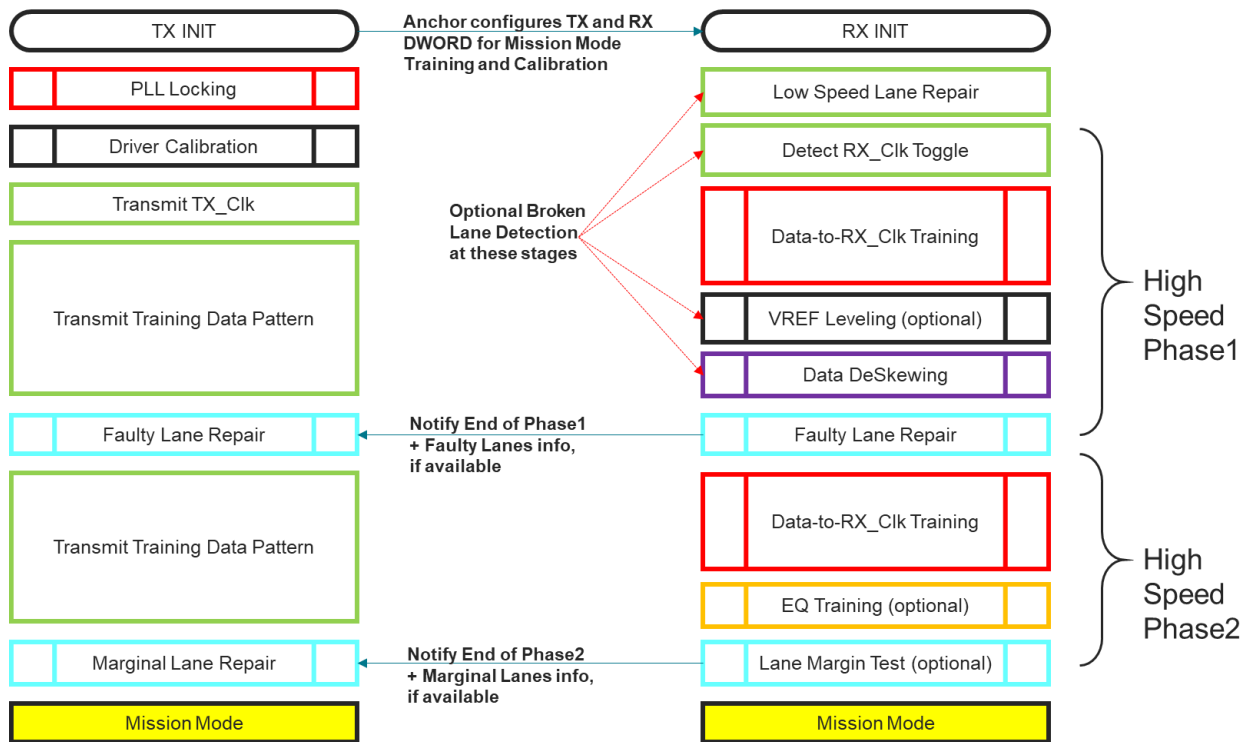 TX INIT
Anchor configures TX and RX
DWORD for Mission Mode
Training and Calibration
RX INIT
PLL Locking
Low Speed Lane Repair
Driver Calibration
Detect RX_Clk Toggle
Transmit TX_Clk
Optional Broken
Lane Detection
at these stages
Data-to-RX_Clk Training
Transmit Training Data Pattern
VREF Leveling (optional)
Data DeSkewing
High
Speed
Phase1
Faulty Lane Repair
Notify End of Phase1
+ Faulty Lanes info,
if available
Faulty Lane Repair
Transmit Training Data Pattern
Data-to-RX_Clk Training
EQ Training (optional)
High
Speed
Phase2
Marginal Lane Repair
Notify End of Phase2
+ Marginal Lanes info,
if available
Lane Margin Test (optional)
Mission Mode
Mission Mode